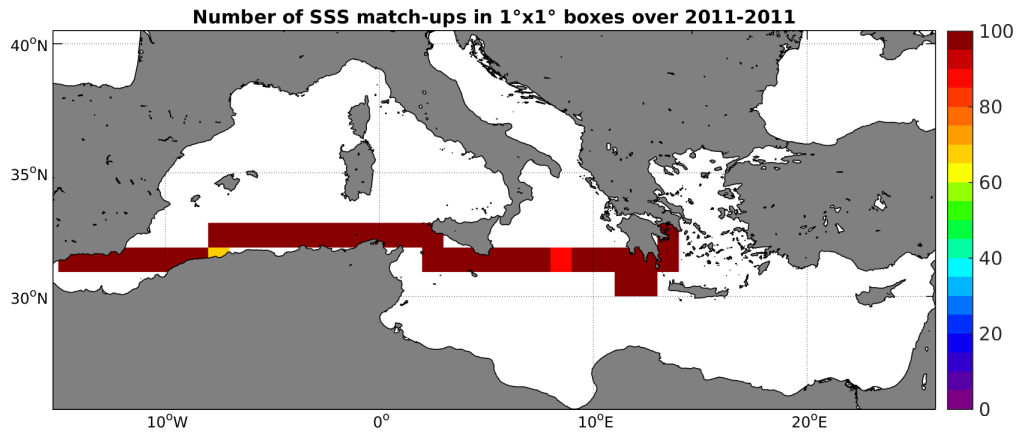 Number of SSS match-ups in 1°x1° boxes over 2011-2011
40°N
35°N
30°N
10°W
0°
10°E
20°E
100
80
60
40
20
0